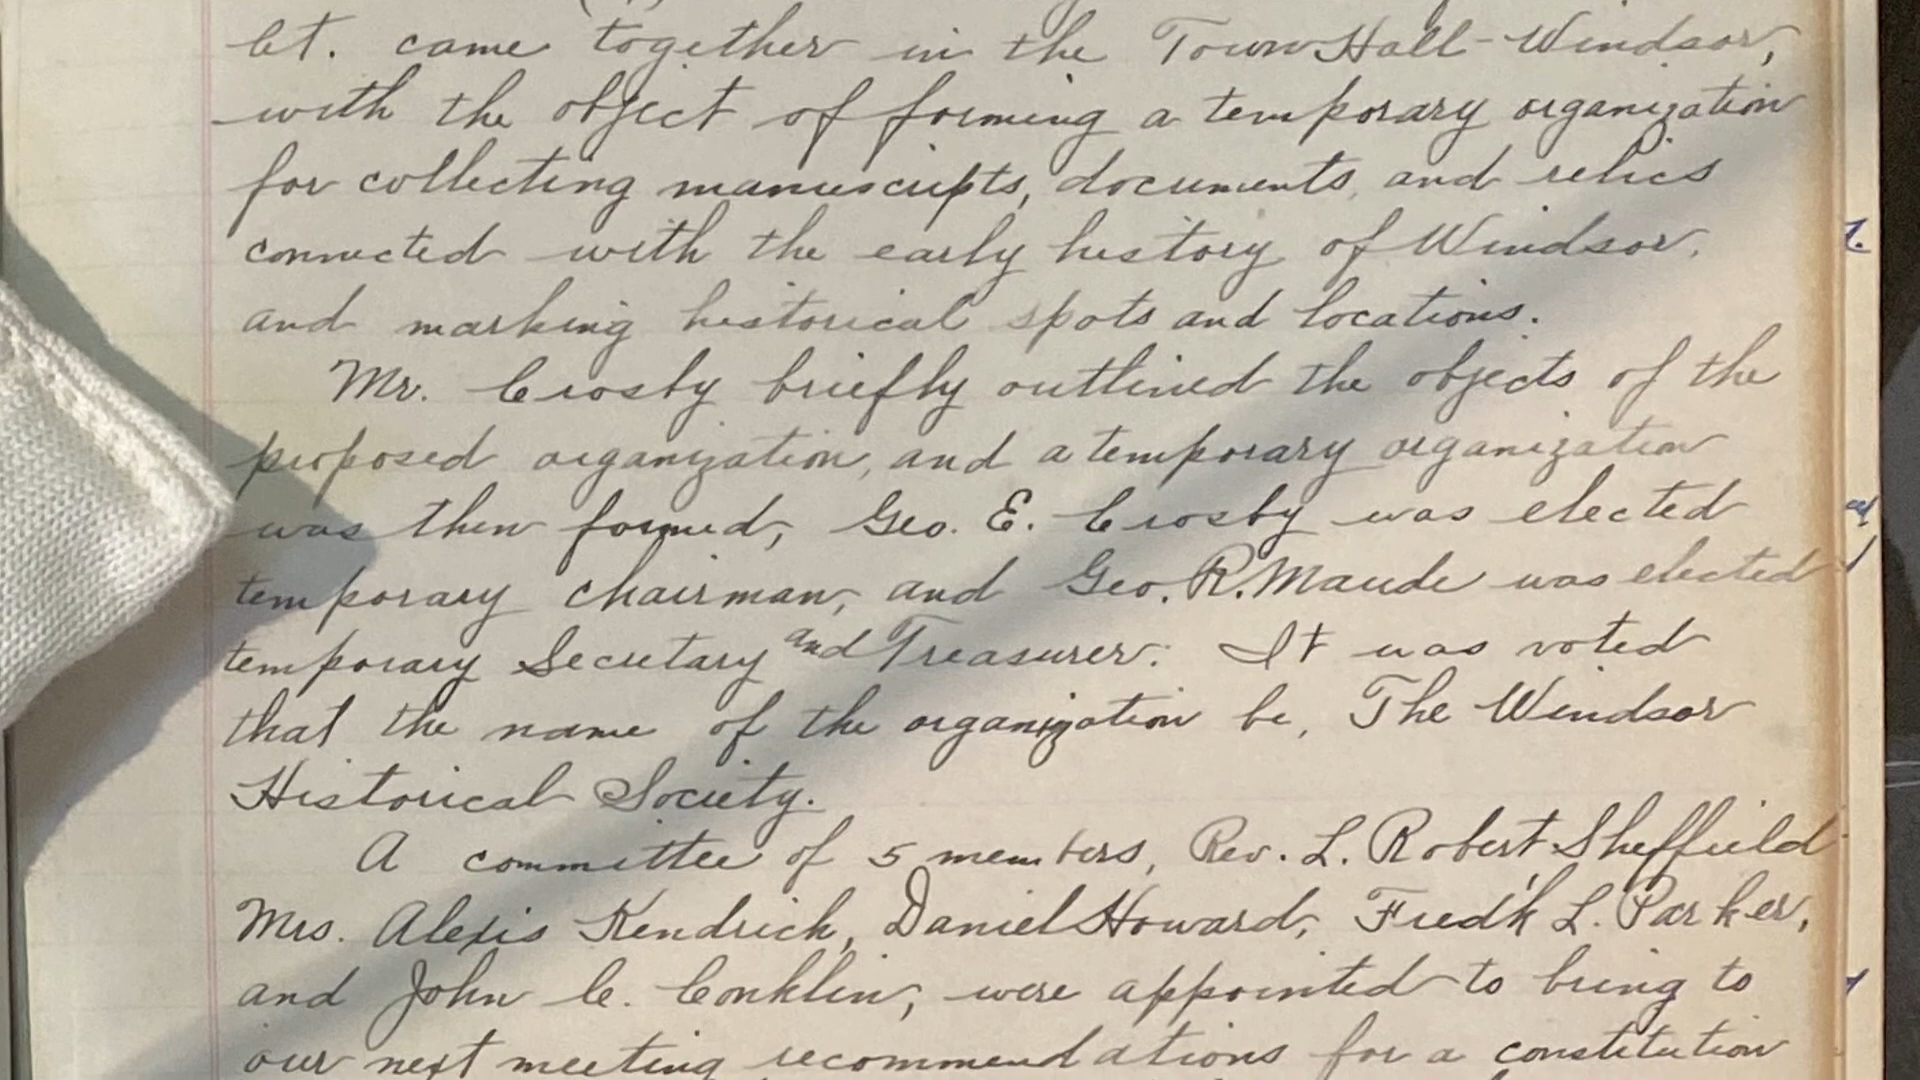 Ct. came together in the Town Hall - Windsor,
with the object of forming a temporary organization
for collecting manuscripts, documents, and relics
connected with the early history of Windsor,
and marking historical spots and locations.
Mr. Crosby briefly outlined the objects of the
proposed organization, and a temporary organization
was then formed, Geo. E. Crosby was elected
temporary chairman, and Geo. R. Maude was elected
temporary Secretary and Treasurer. It was voted
that the name of the organization be, The Windsor
Historical Society.
A committee of 5 members, Rev. L. Robert Sheffield
Mrs. Alexis Kendrick, Daniel Howard, Fred'k L. Parker,
and John C. Conklin, were appointed to bring to
our next meeting recommendations for a constitution